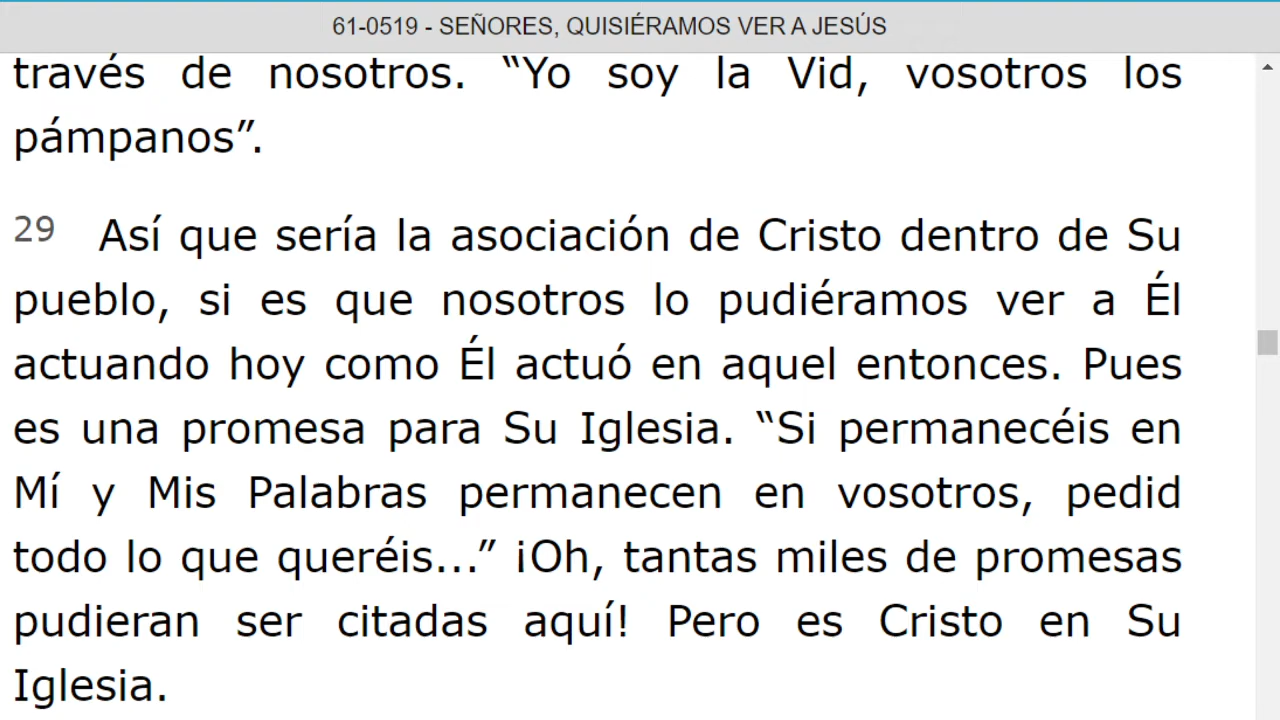 61-0519 - SEÑORES, QUISIÉRAMOS VER A JESÚS
través de nosotros. “Yo soy la Vid, vosotros los
pámpanos”.
29 Así que sería la asociación de Cristo dentro de Su
pueblo, si es que nosotros lo pudiéramos ver a Él
actuando hoy como Él actuó en aquel entonces. Pues
es una promesa para Su Iglesia. “Si permanecéis en
Mí y Mis Palabras permanecen en vosotros, pedid
todo lo que queréis...” ¡Oh, tantas miles de promesas
pudieran ser citadas aquí! Pero es Cristo en Su
Iglesia.